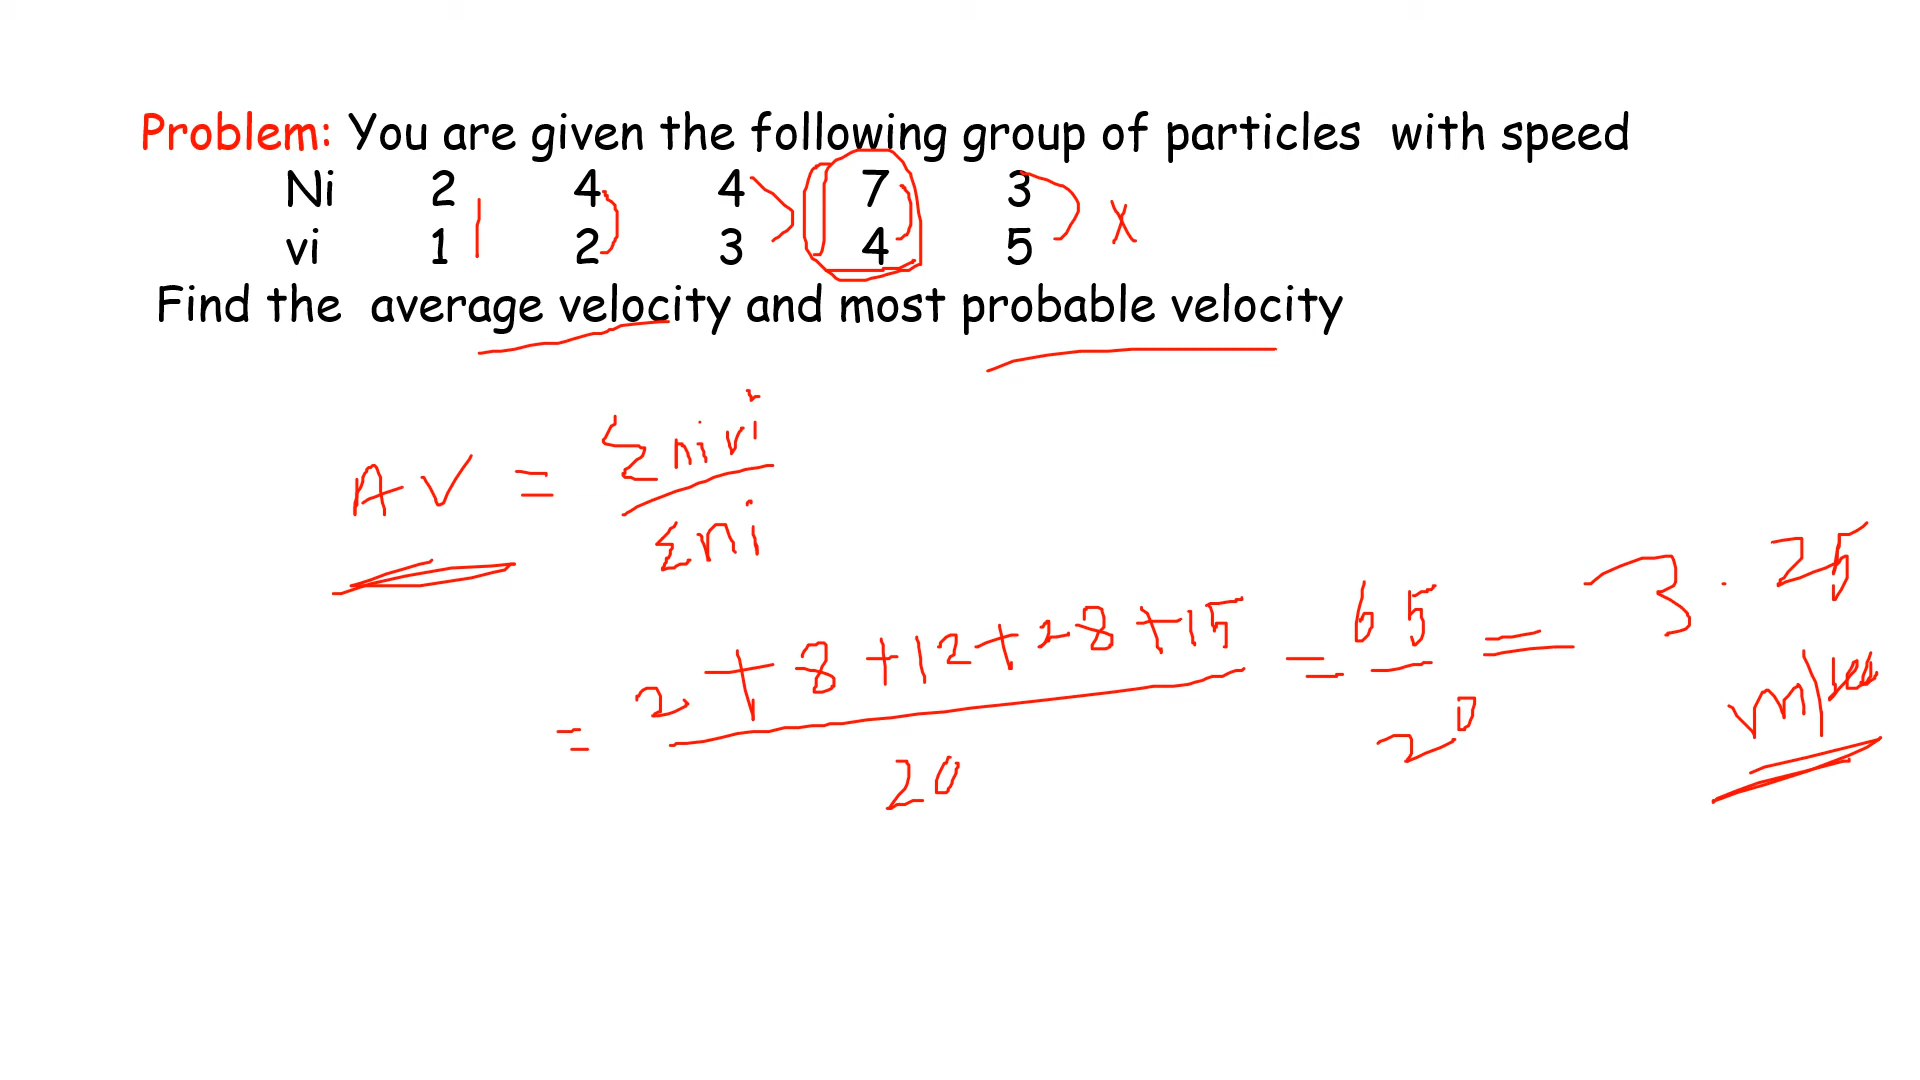 Problem: You are given the following group of particles with speed
Ni 2 4 4 7 3
vi 1 2 3 4 5 x
Find the average velocity and most probable velocity
AV = Σnivi
Σni
= 2+8+12+28+15 = 65 = 3.25
20 20 m/sec